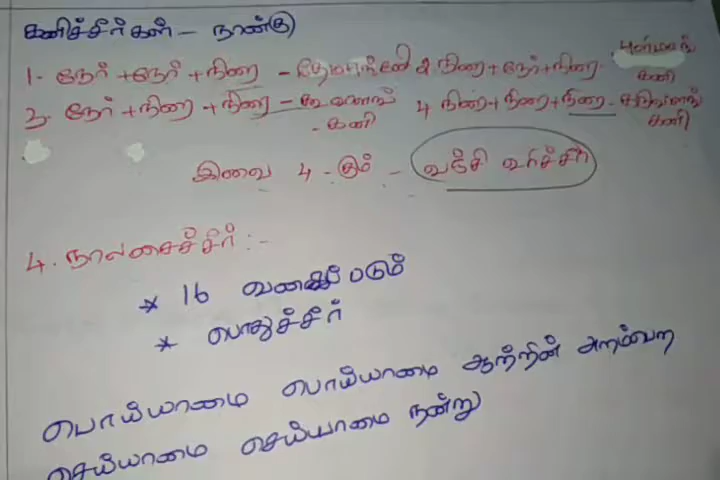 கனிச்சீர்கள் - நான்கு
1. நேர் + நேர் + நிரை - தேமாங்கனி 2 நிரை + நேர் + நிரை - புளிமாங்
கனி
3. நேர் + நிரை + நிரை - கூவிளங் 4 நிரை + நிரை + நிரை - கருவிளங்
- கனி கனி)
இவை 4 - கும் - வஞ்சி உரிச்சீர்
4. நாலசைச்சீர் : -
* 16 வகைப்படும்
* பொதுச்சீர்
பொய்யாமை பொய்யாமை ஆற்றின் அறம்பிற
செய்யாமை செய்யாமை நன்று